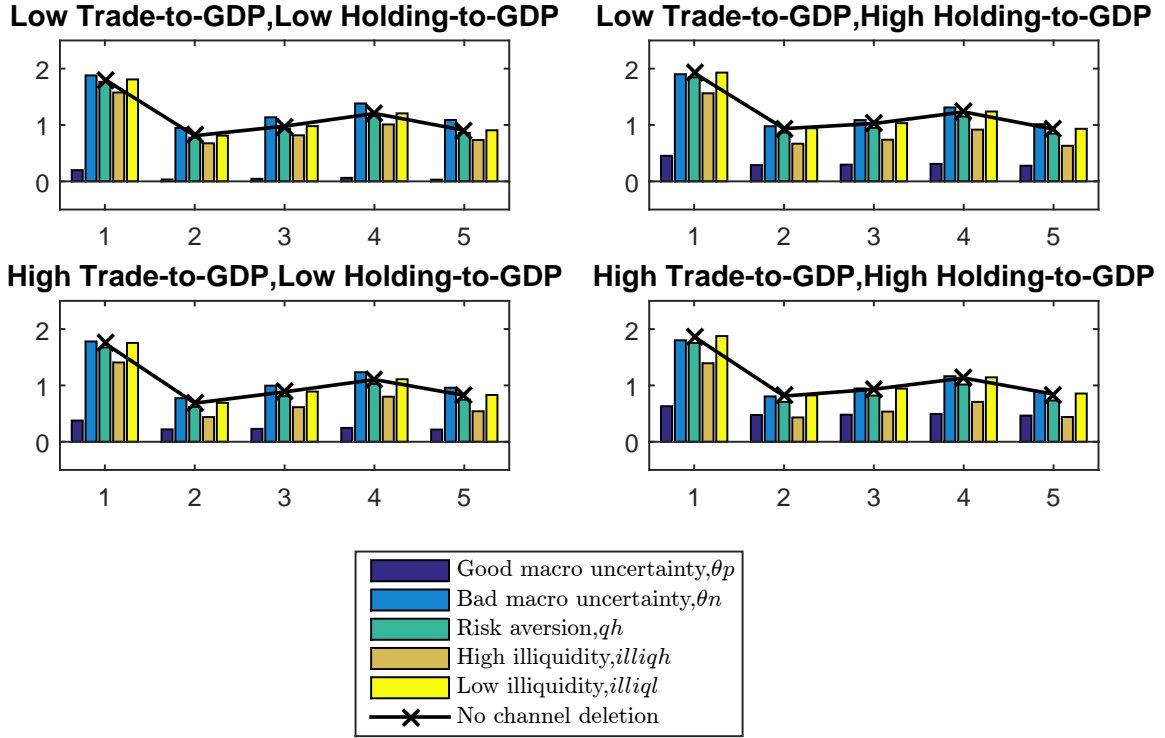 Low Trade-to-GDP,Low Holding-to-GDP
2
1
0
1 2 3 4 5
Low Trade-to-GDP,High Holding-to-GDP
2
1
0
1 2 3 4 5
High Trade-to-GDP,Low Holding-to-GDP
2
1
0
1 2 3 4 5
High Trade-to-GDP,High Holding-to-GDP
2
1
0
1 2 3 4 5
Good macro uncertainty,θp
Bad macro uncertainty,θn
Risk aversion,qh
High illiquidity,illiqh
Low illiquidity,illiql
No channel deletion